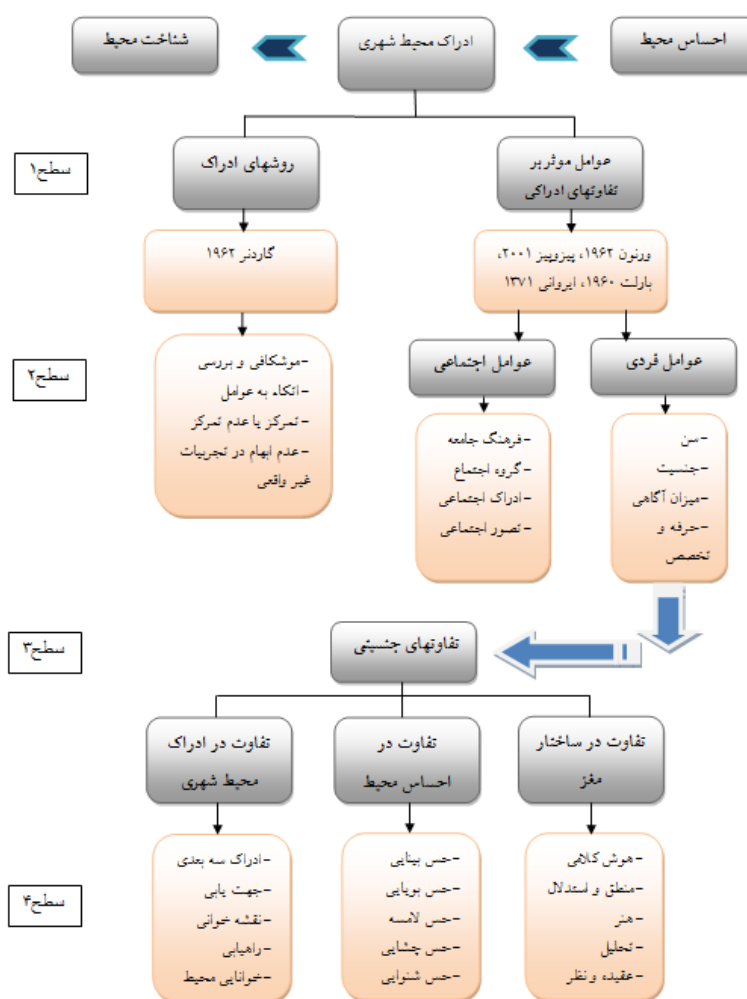 احساس محیط
ادراک محیط شهری
شناخت محیط
سطح۱
عوامل موثر بر
تفاوتهای ادراکی
روشهای ادراک
ورنون ۱۹۶۲، پیزوپیز ۲۰۰۱،
بارلت ۱۹۶۰، ایروانی ۱۳۷۱
گاردنر ۱۹۶۲
سطح۲
عوامل فردی
عوامل اجتماعی
-موشکافی و بررسی
-اتکاء به عوامل
-تمرکز یا عدم تمرکز
-عدم ابهام در تجربیات
غیر واقعی
-سن
-جنسیت
-میزان آگاهی
-حرفه و
تخصص
-فرهنگ جامعه
-گروه اجتماع
-ادراک اجتماعی
-تصور اجتماعی
سطح۳
تفاوتهای جنسیتی
تفاوت در ساختار
مغز
تفاوت در
احساس محیط
تفاوت در ادراک
محیط شهری
سطح۴
-هوش کلامی
-منطق و استدلال
-هنر
-تحلیل
-عقیده و نظر
-حس بینایی
-حس بویایی
-حس لامسه
-حس چشایی
-حس شنوایی
-ادراک سه بعدی
-جهت یابی
-نقشه خوانی
-راهیابی
-خوانایی محیط